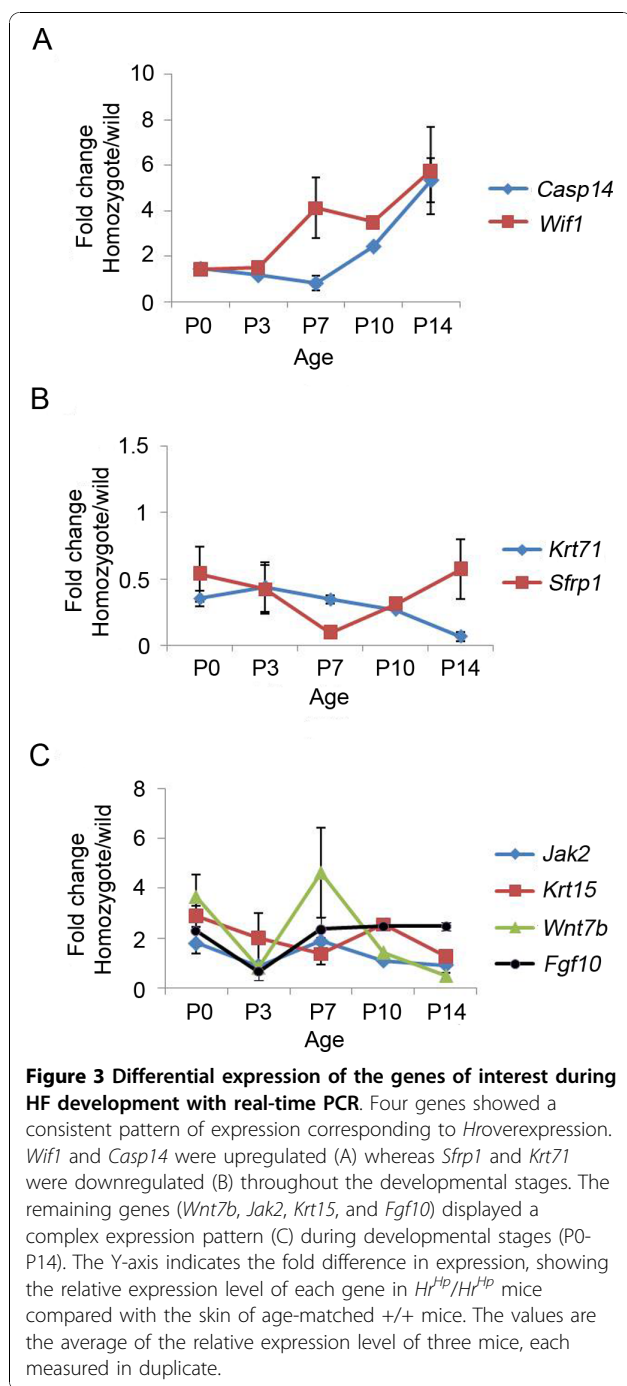 A
Fold change
Homozygote/wild
10
8
6
4
2
0
P0 P3 P7 P10 P14
Age
Casp14
Wif1
B
Fold change
Homozygote/wild
1.5
1
0.5
0
P0 P3 P7 P10 P14
Age
Krt71
Sfrp1
C
Fold change
Homozygote/wild
8
6
4
2
0
P0 P3 P7 P10 P14
Age
Jak2
Krt15
Wnt7b
Fgf10
Figure 3 Differential expression of the genes of interest during
HF development with real-time PCR. Four genes showed a
consistent pattern of expression corresponding to Hroverexpression.
Wif1 and Casp14 were upregulated (A) whereas Sfrp1 and Krt71
were downregulated (B) throughout the developmental stages. The
remaining genes (Wnt7b, Jak2, Krt15, and Fgf10) displayed a
complex expression pattern (C) during developmental stages (P0-
P14). The Y-axis indicates the fold difference in expression, showing
the relative expression level of each gene in Hr^Hp/Hr^Hp mice
compared with the skin of age-matched +/+ mice. The values are
the average of the relative expression level of three mice, each
measured in duplicate.